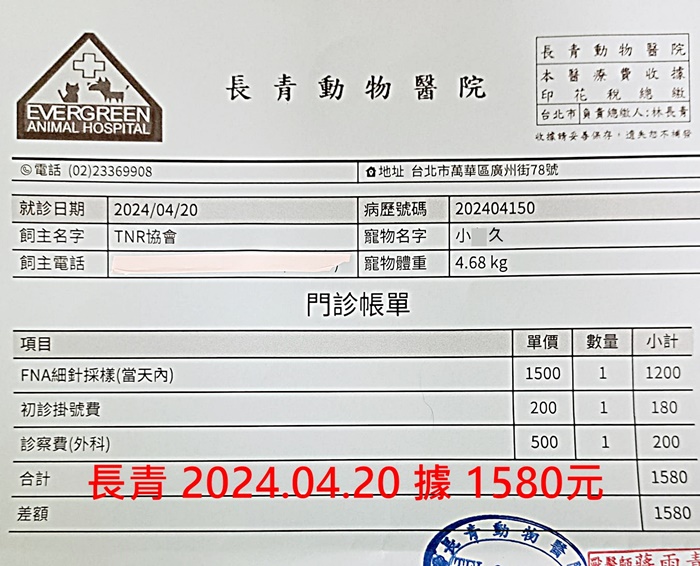 EVERGREEN
ANIMAL HOSPITAL
長青動物醫院
長青動物醫院
本醫療費收據
印花稅總繳
台北市 負責總繳人:林長青
收據請妥善保存,遺失恕不補發
電話 (02)23369908 地址 台北市萬華區廣州街78號
就診日期 2024/04/20 病歷號碼 202404150
飼主名字 TNR協會 寵物名字 小 久
飼主電話 寵物體重 4.68 kg
門診帳單
項目 單價 數量 小計
FNA細針採樣(當天內) 1500 1 1200
初診掛號費 200 1 180
診察費(外科) 500 1 200
合計 1580
長青 2024.04.20 據 1580元
差額 1580
長青動物醫院